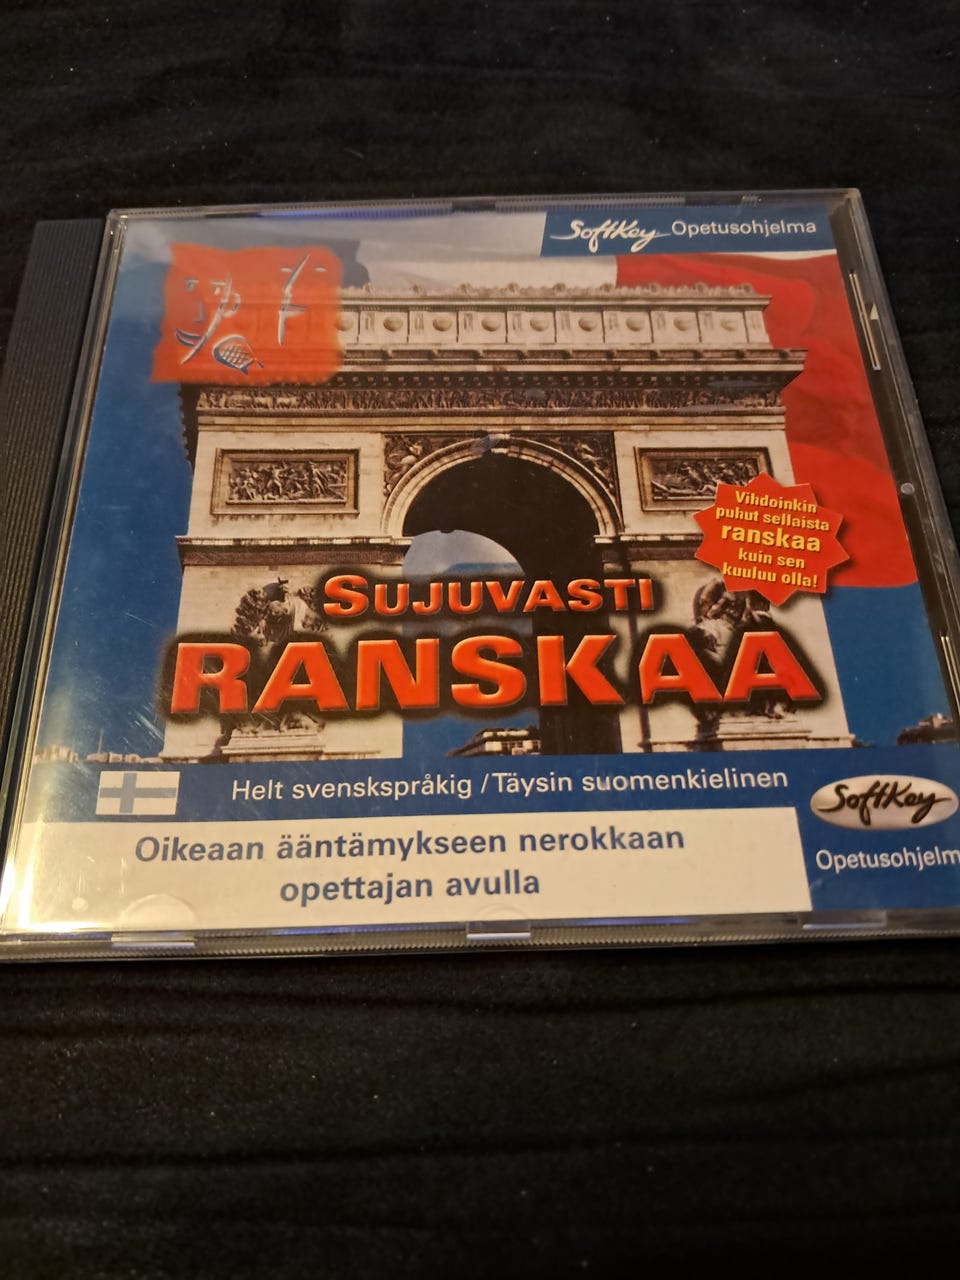 SoftKey Opetusohjelma
Vihdoinkin
puhut sellaista
ranskaa
kuin sen
kuuluu olla!
SUJUVASTI
RANSKAA
Helt svenskspråkig / Täysin suomenkielinen
SoftKey
Opetusohjelm
Oikeaan ääntämykseen nerokkaan
opettajan avulla